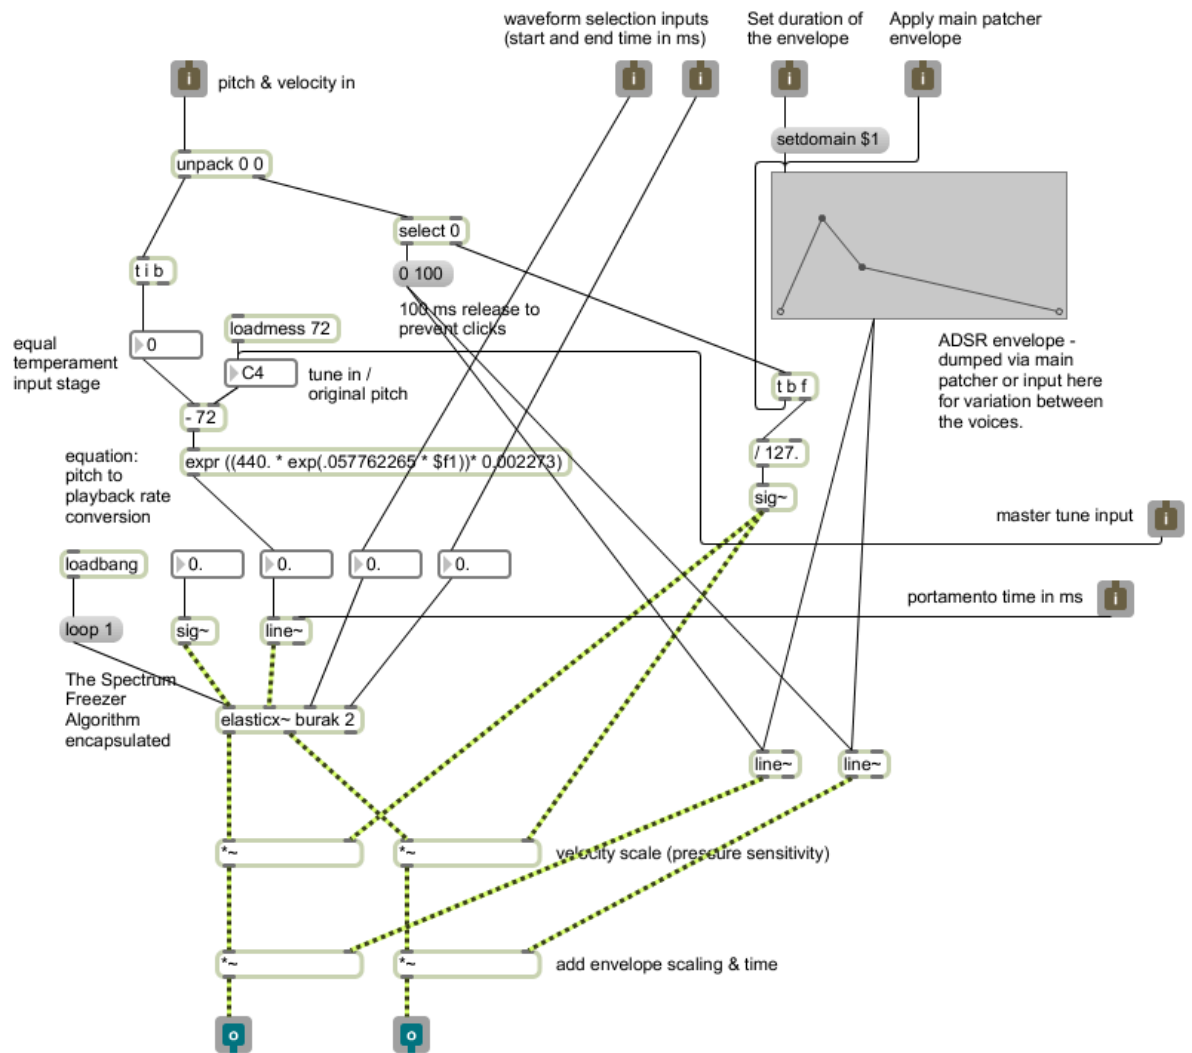 waveform selection inputs
(start and end time in ms)
Set duration of
the envelope
Apply main patcher
envelope
i
pitch & velocity in
i
i
i
i
setdomain $1
unpack 0 0
select 0
t i b
0 100
100 ms release to
prevent clicks
loadmess 72
equal
temperament
input stage
0
C4
tune in /
original pitch
ADSR envelope -
dumped via main
patcher or input here
for variation between
the voices.
t b f
- 72
/ 127.
equation:
pitch to
playback rate
conversion
expr ((440. * exp(.057762265 * $f1))* 0.002273)
sig~
master tune input
i
loadbang
0.
0.
0.
0.
portamento time in ms
i
loop 1
sig~
line~
The Spectrum
Freezer
Algorithm
encapsulated
elasticx~ burak 2
line~
line~
*~
*~
velocity scale (pressure sensitivity)
*~
*~
add envelope scaling & time
o
o